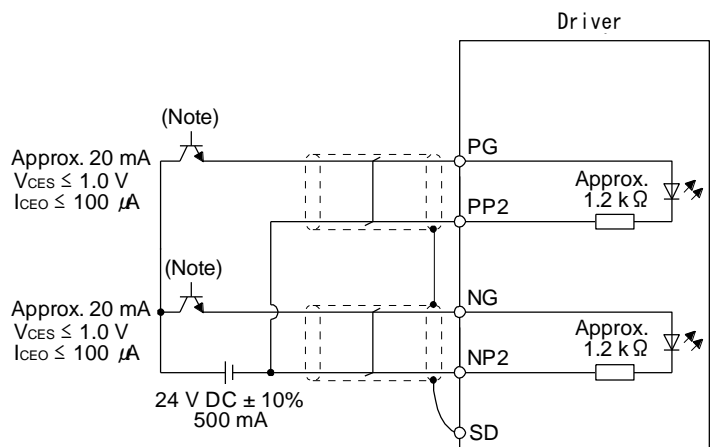 Driver
(Note)
Approx. 20 mA
VCES ≤ 1.0 V
ICEO ≤ 100 μA
PG
Approx.
1.2 kΩ
PP2
(Note)
Approx. 20 mA
VCES ≤ 1.0 V
ICEO ≤ 100 μA
NG
Approx.
1.2 kΩ
NP2
24 V DC ± 10%
500 mA
SD